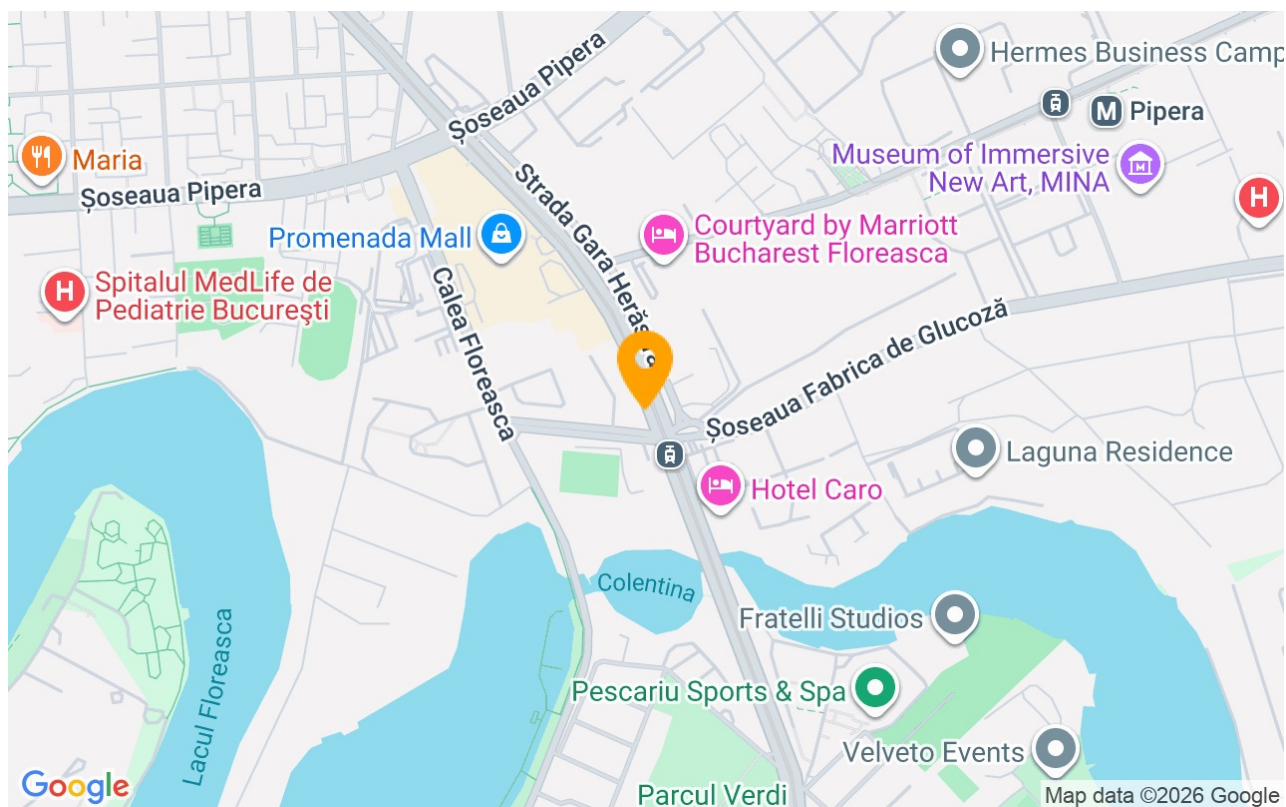 Șoseaua Pipera
Hermes Business Camp
M
Pipera
Maria
Museum of Immersive
New Art, MINA
H
Șoseaua Pipera
Strada Gara Herăs
Promenada Mall
Courtyard by Marriott
Bucharest Floreasca
H
Spitalul MedLife de
Pediatrie București
Calea Floreasca
Șoseaua Fabrica de Glucoză
Laguna Residence
Hotel Caro
Colentina
Fratelli Studios
Lacul Floreasca
Pescariu Sports & Spa
Velveto Events
Parcul Verdi
Google
Map data ©2026 Google